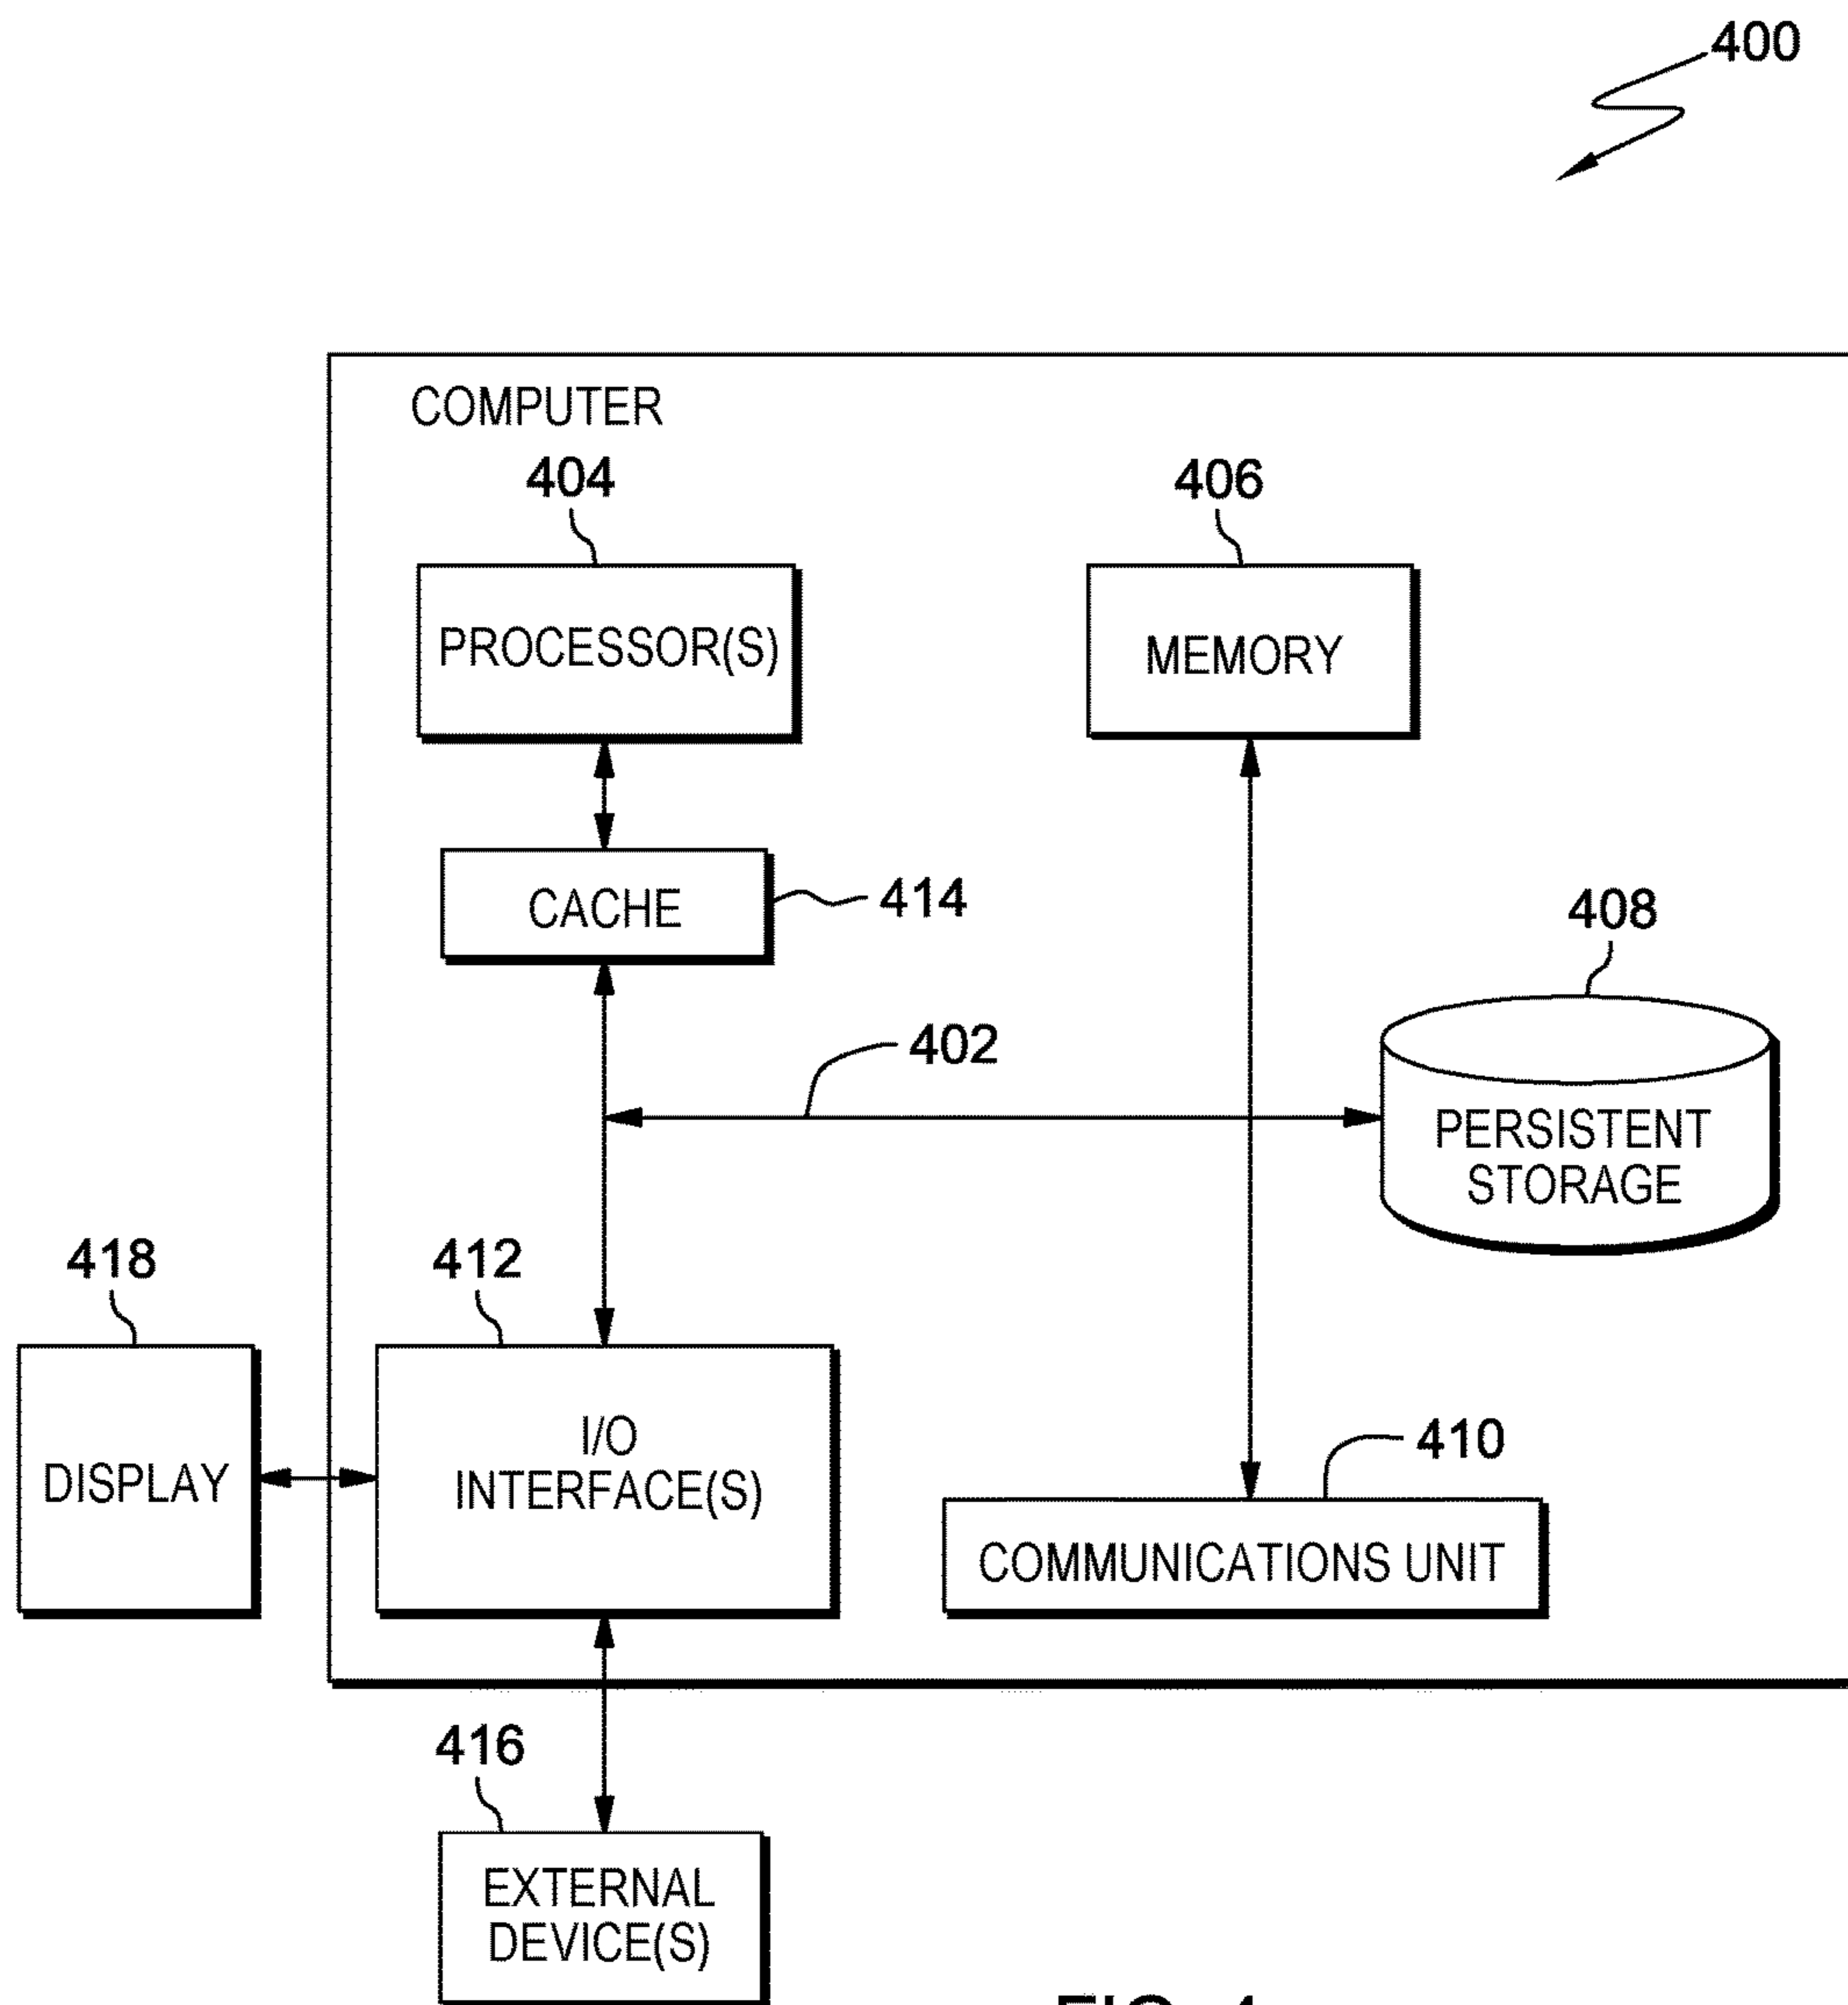 400
COMPUTER
404
406
PROCESSOR(S)
MEMORY
CACHE
414
408
402
PERSISTENT
STORAGE
418
412
I/O
INTERFACE(S)
DISPLAY
410
COMMUNICATIONS UNIT
416
EXTERNAL
DEVICE(S)